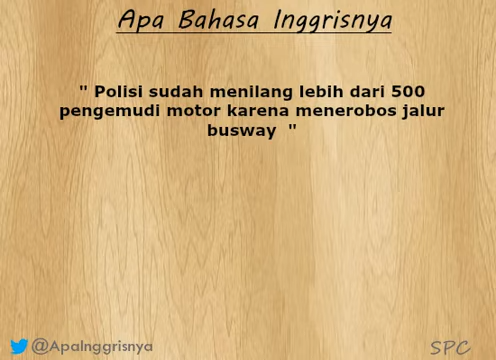 Apa Bahasa Inggrisnya
" Polisi sudah menilang lebih dari 500
pengemudi motor karena menerobos jalur
busway "
@ApaInggrisnya
SPC